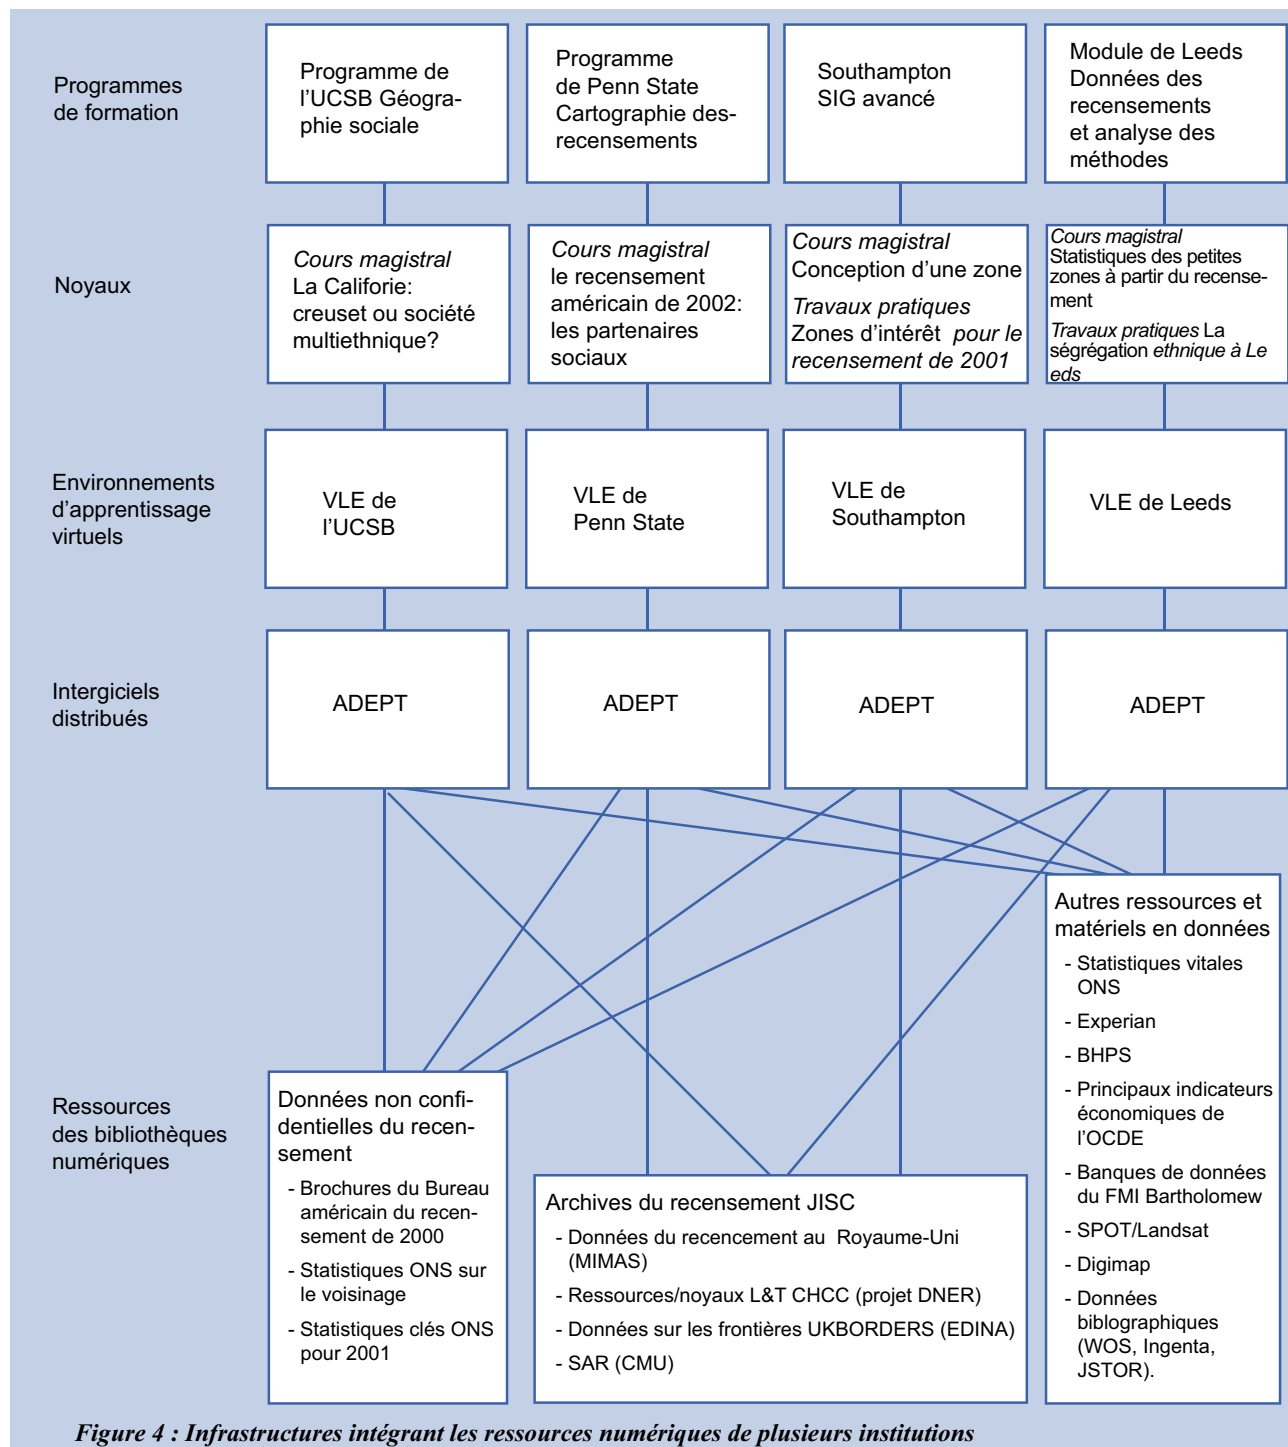 Programmes
de formation
Programme de
l’UCSB Géogra-
phie sociale
Programme
de Penn State
Cartographie des-
recensements
Southampton
SIG avancé
Module de Leeds
Données des
recensements
et analyse des
méthodes
Noyaux
Cours magistral
La Califorie:
creuset ou société
multiethnique?
Cours magistral
le recensement
américain de 2002:
les partenaires
sociaux
Cours magistral
Conception d’une zone
Travaux pratiques
Zones d’intérêt pour le
recensement de 2001
Cours magistral
Statistiques des petites
zones à partir du recense-
ment
Travaux pratiques La
ségrégation ethnique à Le
eds
Environnements
d’apprentissage
virtuels
VLE de
l’UCSB
VLE de
Penn State
VLE de
Southampton
VLE de Leeds
Intergiciels
distribués
ADEPT
ADEPT
ADEPT
ADEPT
Ressources
des bibliothèques
numériques
Données non confi-
dentielles du recen-
sement
- Brochures du Bureau
américain du recen-
sement de 2000
- Statistiques ONS sur
le voisinage
- Statistiques clés ONS
pour 2001
Archives du recensement JISC
- Données du recencement au Royaume-Uni
(MIMAS)
- Ressources/noyaux L&T CHCC (projet DNER)
- Données sur les frontières UKBORDERS (EDINA)
- SAR (CMU)
Autres ressources et
matériels en données
- Statistiques vitales
ONS
- Experian
- BHPS
- Principaux indicateurs
économiques de
l’OCDE
- Banques de données
du FMI Bartholomew
- SPOT/Landsat
- Digimap
- Données
biblographiques
(WOS, Ingenta,
JSTOR).
Figure 4 : Infrastructures intégrant les ressources numériques de plusieurs institutions